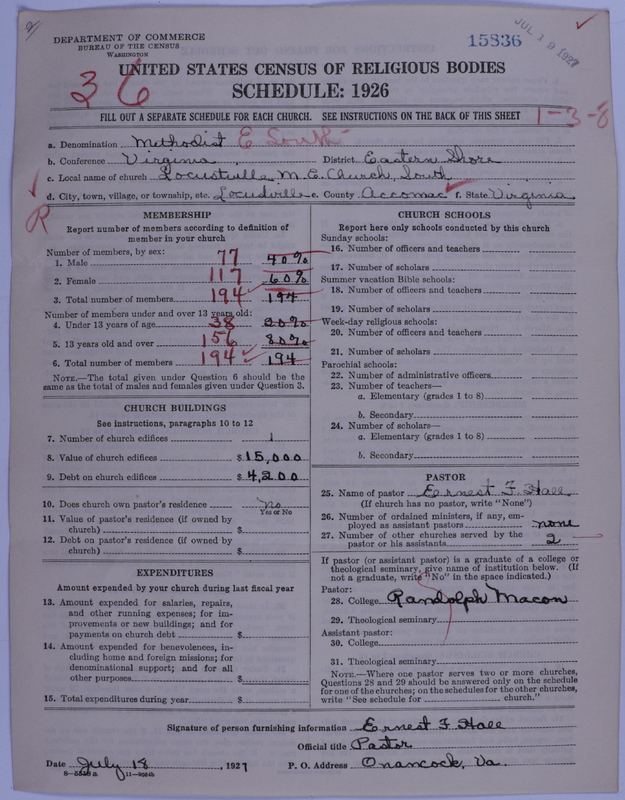 2
DEPARTMENT OF COMMERCE
BUREAU OF THE CENSUS
WASHINGTON
15836
JUL 19 1927
36
UNITED STATES CENSUS OF RELIGIOUS BODIES
SCHEDULE: 1926
FILL OUT A SEPARATE SCHEDULE FOR EACH CHURCH. SEE INSTRUCTIONS ON THE BACK OF THIS SHEET
1-3-8
a. Denomination Methodist E South
b. Conference Virginia District Eastern Shore
c. Local name of church Locustville M. E. Church, South
d. City, town, village, or township, etc. Locustville e. County Accomac f. State Virginia
R
MEMBERSHIP
Report number of members according to definition of
member in your church
Number of members, by sex:
1. Male 77 40%
2. Female 117 60%
3. Total number of members 194 194
Number of members under and over 13 years old:
4. Under 13 years of age 38 20%
5. 13 years old and over 156 80%
6. Total number of members 194 194
NOTE.—The total given under Question 6 should be the
same as the total of males and females given under Question 3.
CHURCH BUILDINGS
See instructions, paragraphs 10 to 12
7. Number of church edifices 1
8. Value of church edifices $ 15,000
9. Debt on church edifices $ 4,200
10. Does church own pastor's residence No
Yes or No
11. Value of pastor's residence (if owned by
church) $
12. Debt on pastor's residence (if owned by
church) $
EXPENDITURES
Amount expended by your church during last fiscal year
13. Amount expended for salaries, repairs,
and other running expenses; for im-
provements or new buildings; and for
payments on church debt $
14. Amount expended for benevolences, in-
cluding home and foreign missions; for
denominational support; and for all
other purposes $
15. Total expenditures during year $
CHURCH SCHOOLS
Report here only schools conducted by this church
Sunday schools:
16. Number of officers and teachers
17. Number of scholars
Summer vacation Bible schools:
18. Number of officers and teachers
19. Number of scholars
Week-day religious schools:
20. Number of officers and teachers
21. Number of scholars
Parochial schools:
22. Number of administrative officers
23. Number of teachers—
a. Elementary (grades 1 to 8)
b. Secondary
24. Number of scholars—
a. Elementary (grades 1 to 8)
b. Secondary
PASTOR
25. Name of pastor Ernest F. Hall
(If church has no pastor, write "None")
26. Number of ordained ministers, if any, em-
ployed as assistant pastors none
27. Number of other churches served by the
pastor or his assistants 2
If pastor (or assistant pastor) is a graduate of a college or
theological seminary, give name of institution below. (If
not a graduate, write "No" in the space indicated.)
Pastor:
28. College Randolph Macon
29. Theological seminary
Assistant pastor:
30. College
31. Theological seminary
NOTE.—Where one pastor serves two or more churches,
Questions 28 and 29 should be answered only on the schedule
for one of the churches; on the schedules for the other churches,
write "See schedule for church."
Signature of person furnishing information Ernest F. Hall
Official title Pastor
Date July 18, 1927 P. O. Address Onancock, Va.